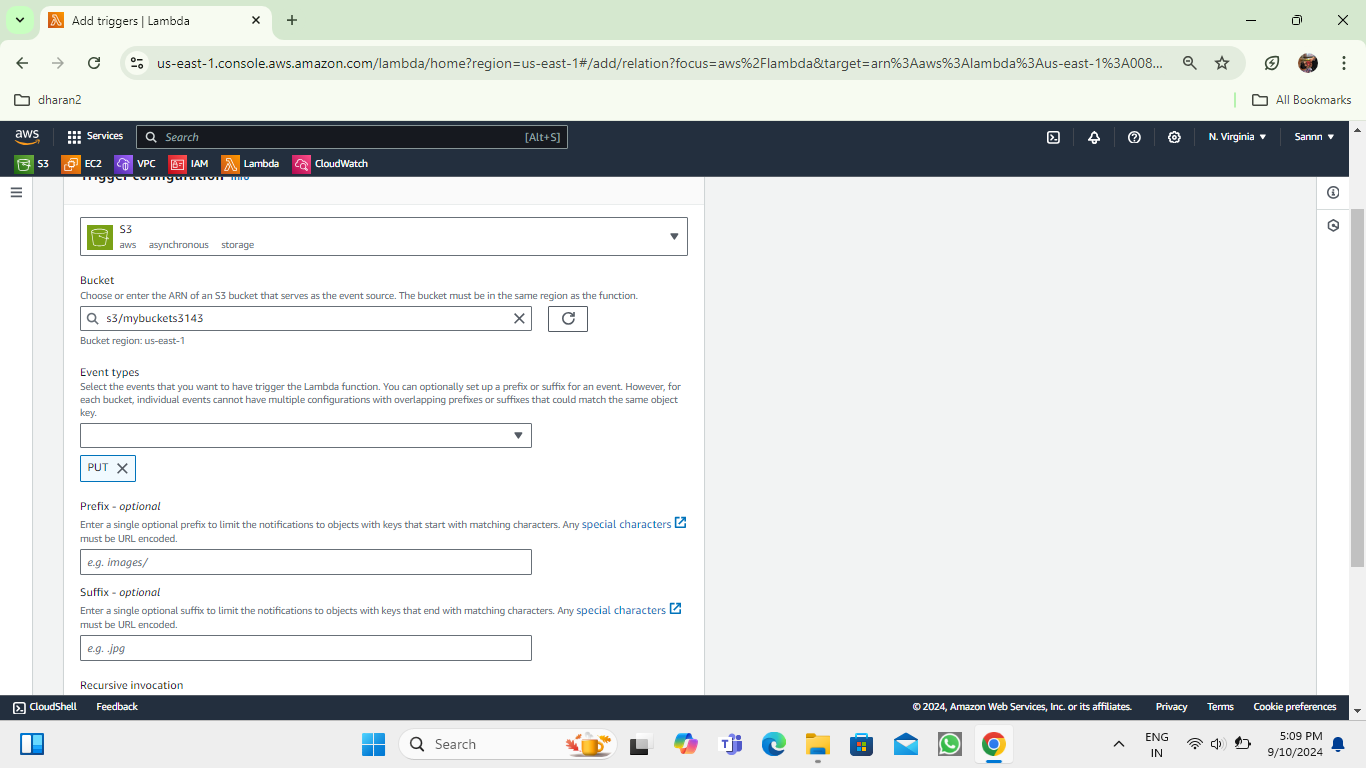 Add triggers | Lambda
us-east-1.console.aws.amazon.com/lambda/home?region=us-east-1#/add/relation?focus=aws%2Flambda&target=arn%3Aaws%3Alambda%3Aus-east-1%3A008...
dharan2
All Bookmarks
aws
Services
Search
[Alt+S]
N. Virginia
Sannn
S3
EC2
VPC
IAM
Lambda
CloudWatch
Trigger configuration Info
S3
aws asynchronous storage
Bucket
Choose or enter the ARN of an S3 bucket that serves as the event source. The bucket must be in the same region as the function.
s3/mybuckets3143
Bucket region: us-east-1
Event types
Select the events that you want to have trigger the Lambda function. You can optionally set up a prefix or suffix for an event. However, for
each bucket, individual events cannot have multiple configurations with overlapping prefixes or suffixes that could match the same object
key.
PUT
Prefix - optional
Enter a single optional prefix to limit the notifications to objects with keys that start with matching characters. Any special characters
must be URL encoded.
e.g. images/
Suffix - optional
Enter a single optional suffix to limit the notifications to objects with keys that end with matching characters. Any special characters
must be URL encoded.
e.g. .jpg
Recursive invocation
CloudShell
Feedback
© 2024, Amazon Web Services, Inc. or its affiliates.
Privacy
Terms
Cookie preferences
Search
ENG
IN
5:09 PM
9/10/2024